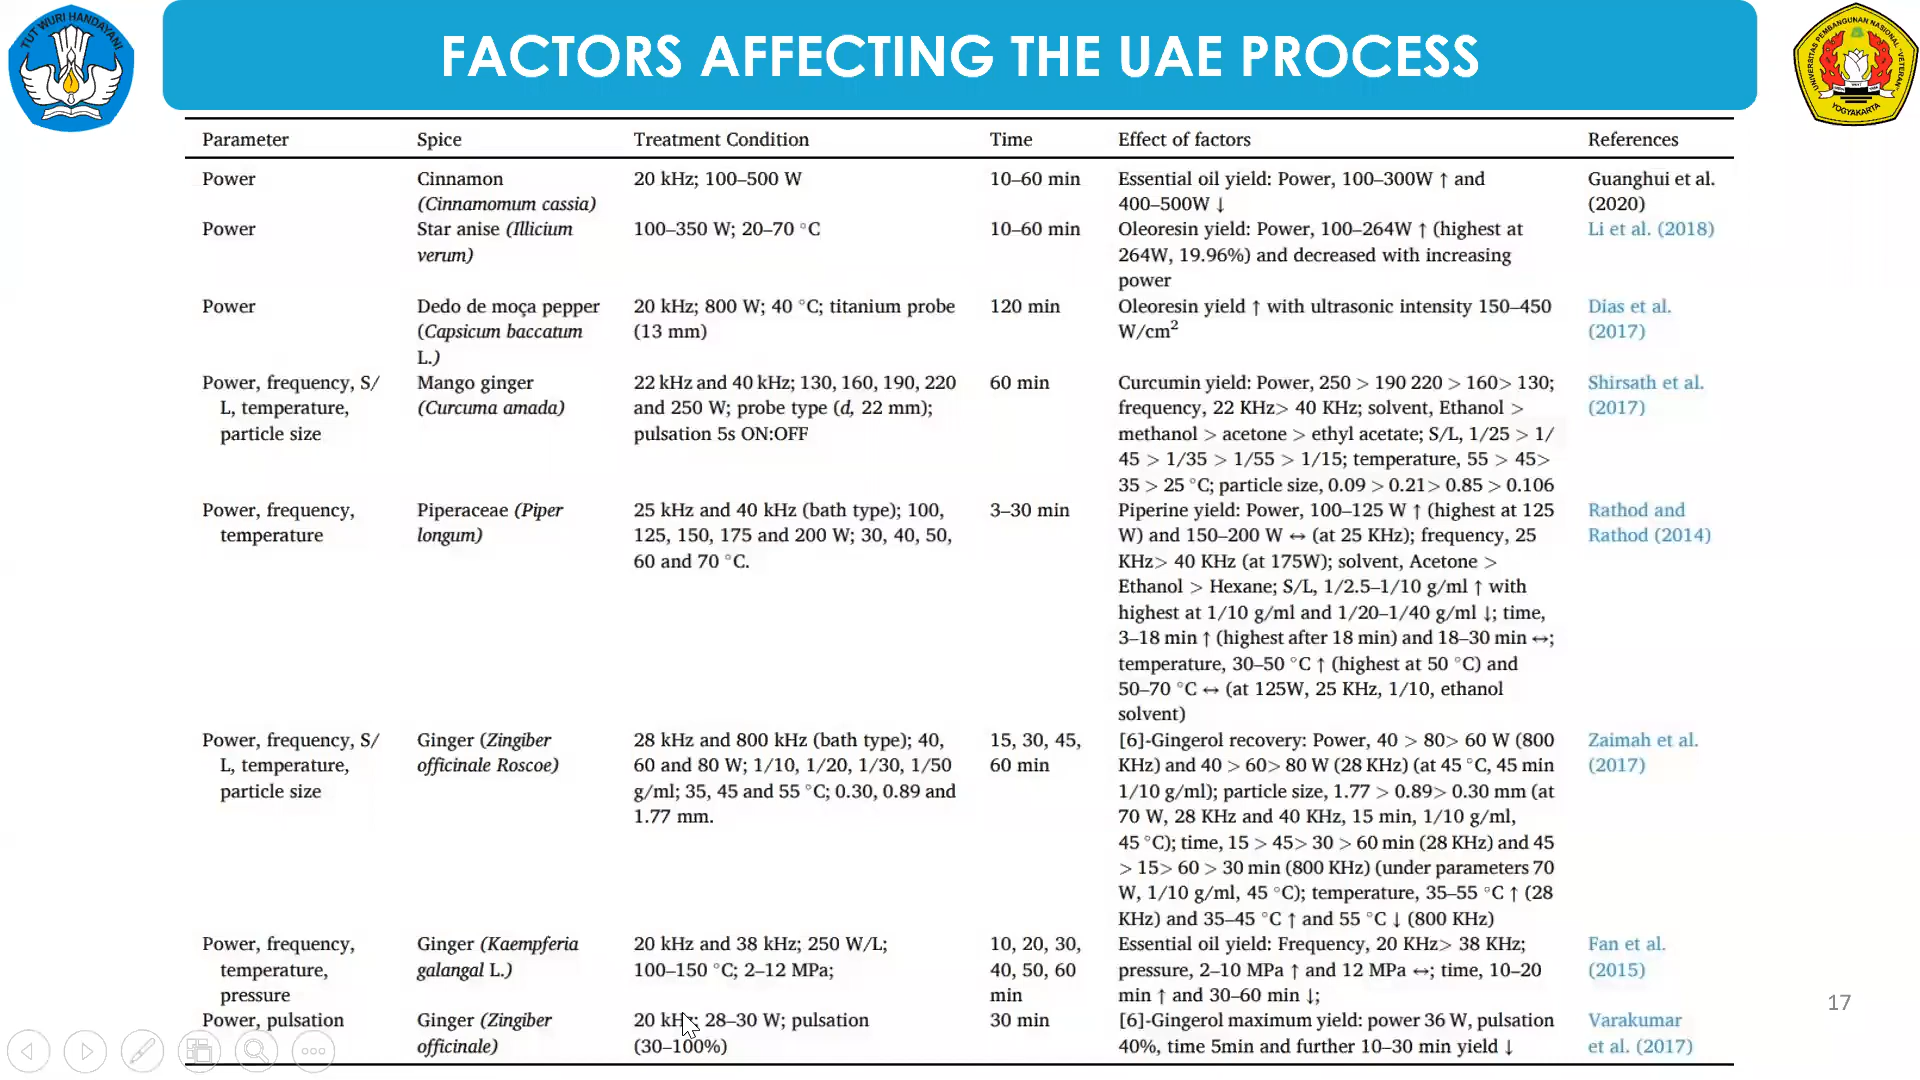 TUT WURI HANDAYANI
FACTORS AFFECTING THE UAE PROCESS
UNIVERSITAS PEMBANGUNAN NASIONAL "VETERAN"
YOGYAKARTA
Parameter Spice Treatment Condition Time Effect of factors References
Power Cinnamon 20 kHz; 100–500 W 10–60 min Essential oil yield: Power, 100–300W ↑ and Guanghui et al.
(Cinnamomum cassia) 400–500W ↓ (2020)
Power Star anise (Illicium 100–350 W; 20–70 °C 10–60 min Oleoresin yield: Power, 100–264W ↑ (highest at Li et al. (2018)
verum) 264W, 19.96%) and decreased with increasing
power
Power Dedo de moça pepper 20 kHz; 800 W; 40 °C; titanium probe 120 min Oleoresin yield ↑ with ultrasonic intensity 150–450 Dias et al.
(Capsicum baccatum (13 mm) W/cm² (2017)
L.)
Power, frequency, S/ Mango ginger 22 kHz and 40 kHz; 130, 160, 190, 220 60 min Curcumin yield: Power, 250 > 190 220 > 160> 130; Shirsath et al.
L, temperature, (Curcuma amada) and 250 W; probe type (d, 22 mm); frequency, 22 KHz> 40 KHz; solvent, Ethanol > (2017)
particle size pulsation 5s ON:OFF methanol > acetone > ethyl acetate; S/L, 1/25 > 1/
45 > 1/35 > 1/55 > 1/15; temperature, 55 > 45>
35 > 25 °C; particle size, 0.09 > 0.21> 0.85 > 0.106
Power, frequency, Piperaceae (Piper 25 kHz and 40 kHz (bath type); 100, 3–30 min Piperine yield: Power, 100–125 W ↑ (highest at 125 Rathod and
temperature longum) 125, 150, 175 and 200 W; 30, 40, 50, W) and 150–200 W ↔ (at 25 KHz); frequency, 25 Rathod (2014)
60 and 70 °C. KHz> 40 KHz (at 175W); solvent, Acetone >
Ethanol > Hexane; S/L, 1/2.5–1/10 g/ml ↑ with
highest at 1/10 g/ml and 1/20–1/40 g/ml ↓; time,
3–18 min ↑ (highest after 18 min) and 18–30 min ↔;
temperature, 30–50 °C ↑ (highest at 50 °C) and
50–70 °C ↔ (at 125W, 25 KHz, 1/10, ethanol
solvent)
Power, frequency, S/ Ginger (Zingiber 28 kHz and 800 kHz (bath type); 40, 15, 30, 45, [6]-Gingerol recovery: Power, 40 > 80> 60 W (800 Zaimah et al.
L, temperature, officinale Roscoe) 60 and 80 W; 1/10, 1/20, 1/30, 1/50 60 min KHz) and 40 > 60> 80 W (28 KHz) (at 45 °C, 45 min (2017)
particle size g/ml; 35, 45 and 55 °C; 0.30, 0.89 and 1/10 g/ml); particle size, 1.77 > 0.89> 0.30 mm (at
1.77 mm. 70 W, 28 KHz and 40 KHz, 15 min, 1/10 g/ml,
45 °C); time, 15 > 45> 30 > 60 min (28 KHz) and 45
> 15> 60 > 30 min (800 KHz) (under parameters 70
W, 1/10 g/ml, 45 °C); temperature, 35–55 °C ↑ (28
KHz) and 35–45 °C ↑ and 55 °C ↓ (800 KHz)
Power, frequency, Ginger (Kaempferia 20 kHz and 38 kHz; 250 W/L; 10, 20, 30, Essential oil yield: Frequency, 20 KHz> 38 KHz; Fan et al.
temperature, galangal L.) 100–150 °C; 2–12 MPa; 40, 50, 60 pressure, 2–10 MPa ↑ and 12 MPa ↔; time, 10–20 (2015)
pressure min min ↑ and 30–60 min ↓;
Power, pulsation Ginger (Zingiber 20 kHz; 28–30 W; pulsation 30 min [6]-Gingerol maximum yield: power 36 W, pulsation Varakumar
officinale) (30–100%) 40%, time 5min and further 10–30 min yield ↓ et al. (2017)
17